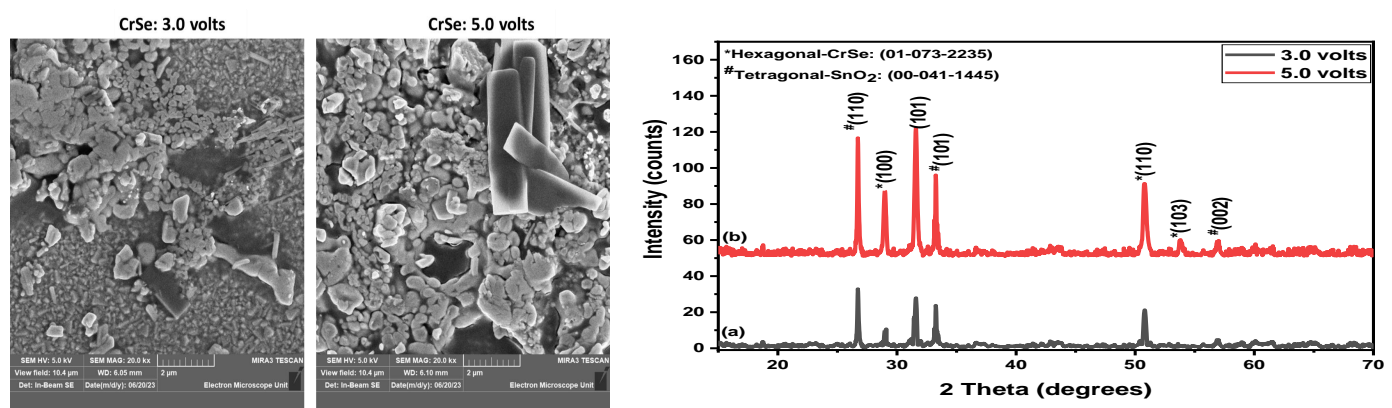 CrSe: 3.0 volts
SEM HV: 5.0 kV SEM MAG: 20.0 kx MIRA3 TESCAN
View field: 10.4 µm WD: 6.05 mm 2 µm
Det: In-Beam SE Date(m/d/y): 06/20/23 Electron Microscope Unit
CrSe: 5.0 volts
SEM HV: 5.0 kV SEM MAG: 20.0 kx MIRA3 TESCAN
View field: 10.4 µm WD: 6.10 mm 2 µm
Det: In-Beam SE Date(m/d/y): 06/20/23 Electron Microscope Unit
*Hexagonal-CrSe: (01-073-2235)
#Tetragonal-SnO2: (00-041-1445)
3.0 volts
5.0 volts
#(110)
*(100)
(101)
#(101)
*(110)
*(103)
#(002)
(b)
(a)
Intensity (counts)
160
140
120
100
80
60
40
20
0
20 30 40 50 60 70
2 Theta (degrees)